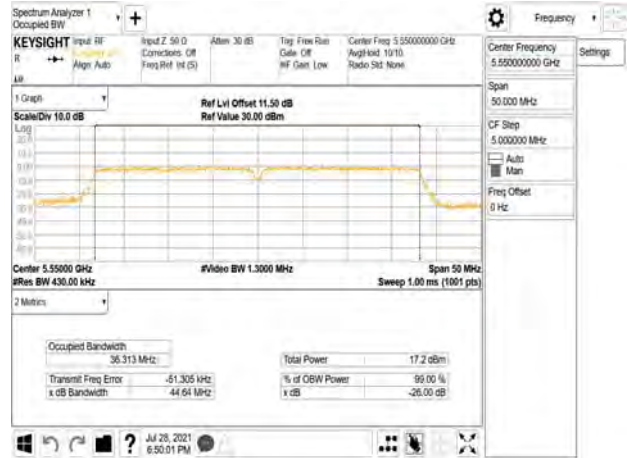 Spectrum Analyzer 1
Occupied BW
Frequency
KEYSIGHT
R
Input: RF
Align: Auto
Input Z: 50 Ω
Corrections: Off
Freq Ref: Int (S)
Atten: 30 dB
Trig: Free Run
Gate: Off
#IF Gain: Low
Center Freq: 5.550000000 GHz
Avg|Hold: 10/10
Radio Std: None
Center Frequency
5.550000000 GHz
Settings
Span
50.000 MHz
CF Step
5.000000 MHz
Auto
Man
Freq Offset
0 Hz
1 Graph
Scale/Div 10.0 dB
Ref Lvl Offset 11.50 dB
Ref Value 30.00 dBm
Log
Center 5.55000 GHz
#Res BW 430.00 kHz
#Video BW 1.3000 MHz
Span 50 MHz
Sweep 1.00 ms (1001 pts)
2 Metrics
Occupied Bandwidth
36.313 MHz
Total Power 17.2 dBm
Transmit Freq Error -51.305 kHz
% of OBW Power 99.00 %
x dB Bandwidth 44.64 MHz
x dB -26.00 dB
Jul 28, 2021
6:50:01 PM